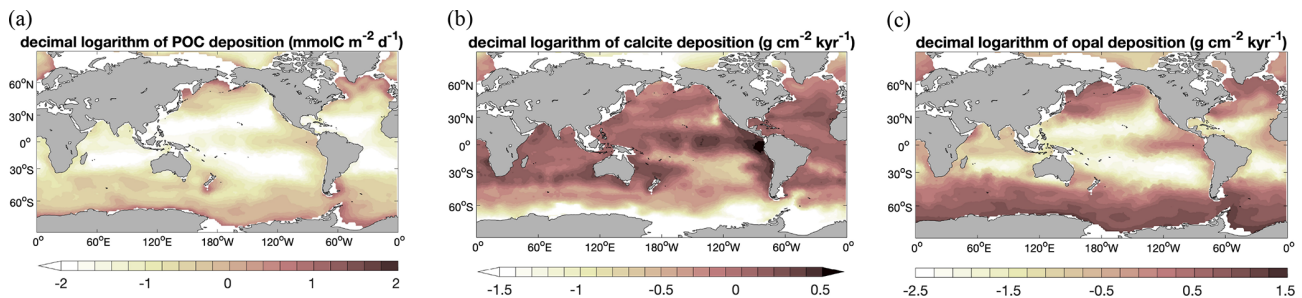 (a)
decimal logarithm of POC deposition (mmolC m⁻² d⁻¹)
60°N
30°N
0°
30°S
60°S
0° 60°E 120°E 180°W 120°W 60°W 0°
-2 -1 0 1 2
(b)
decimal logarithm of calcite deposition (g cm⁻² kyr⁻¹)
60°N
30°N
0°
30°S
60°S
0° 60°E 120°E 180°W 120°W 60°W 0°
-1.5 -1 -0.5 0 0.5
(c)
decimal logarithm of opal deposition (g cm⁻² kyr⁻¹)
60°N
30°N
0°
30°S
60°S
0° 60°E 120°E 180°W 120°W 60°W 0°
-2.5 -1.5 -0.5 0.5 1.5